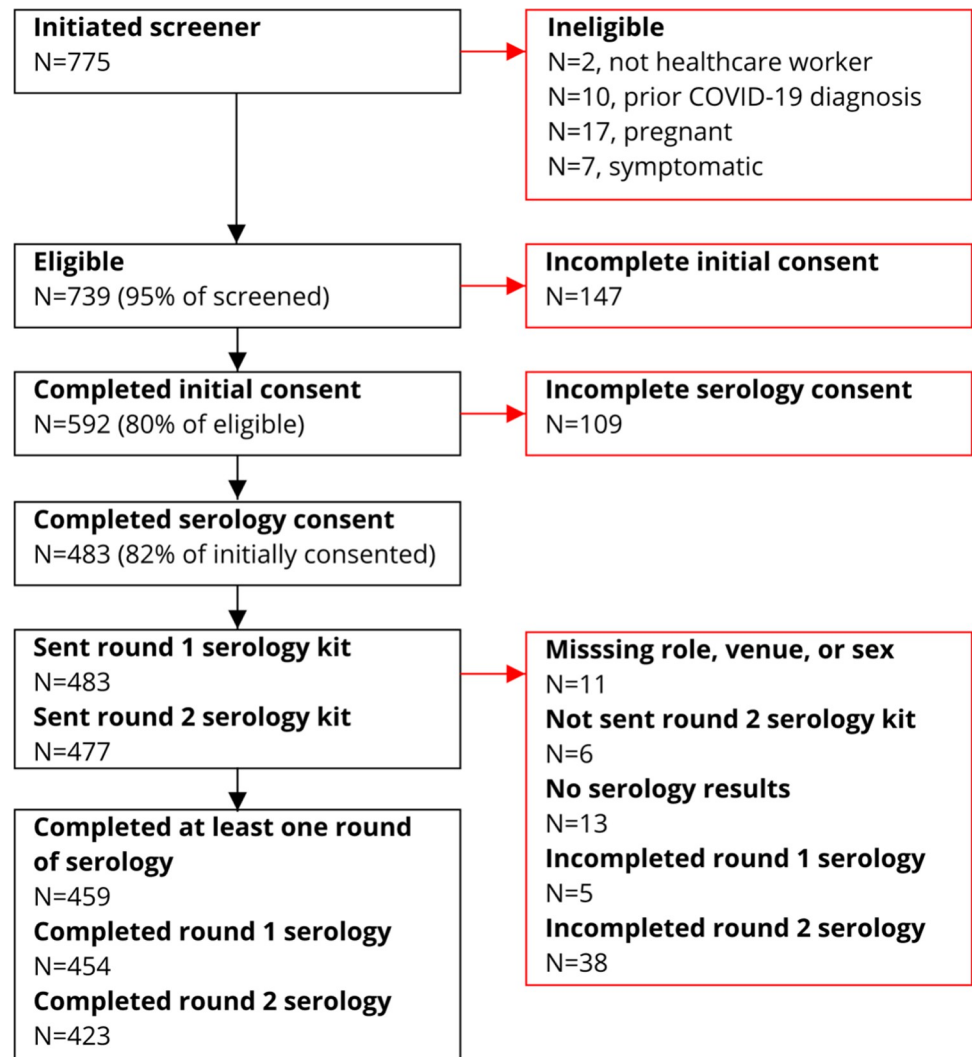 Initiated screener
N=775
Ineligible
N=2, not healthcare worker
N=10, prior COVID-19 diagnosis
N=17, pregnant
N=7, symptomatic
Eligible
N=739 (95% of screened)
Incomplete initial consent
N=147
Completed initial consent
N=592 (80% of eligible)
Incomplete serology consent
N=109
Completed serology consent
N=483 (82% of initially consented)
Sent round 1 serology kit
N=483
Sent round 2 serology kit
N=477
Misssing role, venue, or sex
N=11
Not sent round 2 serology kit
N=6
No serology results
N=13
Incompleted round 1 serology
N=5
Incompleted round 2 serology
N=38
Completed at least one round
of serology
N=459
Completed round 1 serology
N=454
Completed round 2 serology
N=423